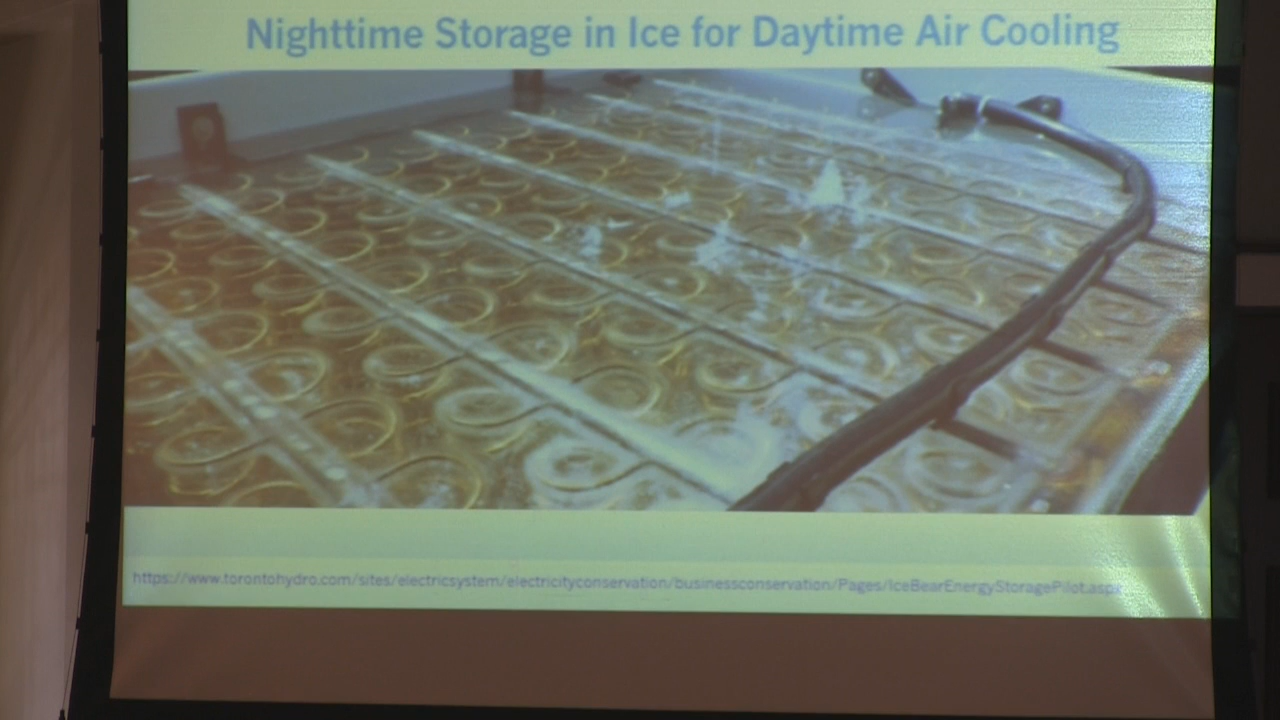 Nighttime Storage in Ice for Daytime Air Cooling
https://www.torontohydro.com/sites/electricsystem/electricityconservation/businessconservation/Pages/IceBearEnergyStoragePilot.aspx